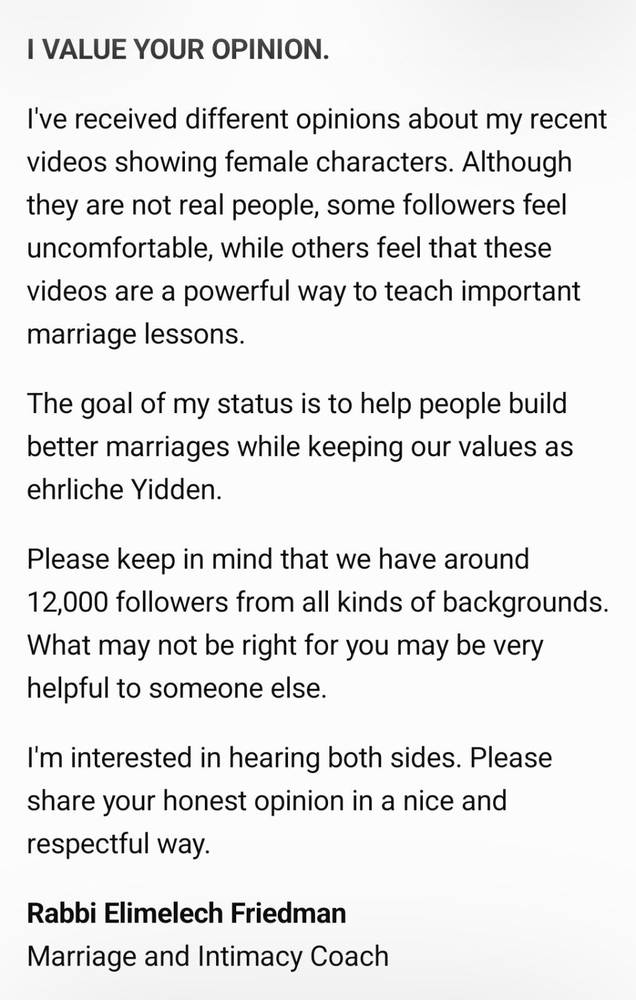 I VALUE YOUR OPINION.
I've received different opinions about my recent
videos showing female characters. Although
they are not real people, some followers feel
uncomfortable, while others feel that these
videos are a powerful way to teach important
marriage lessons.
The goal of my status is to help people build
better marriages while keeping our values as
ehrliche Yidden.
Please keep in mind that we have around
12,000 followers from all kinds of backgrounds.
What may not be right for you may be very
helpful to someone else.
I'm interested in hearing both sides. Please
share your honest opinion in a nice and
respectful way.
Rabbi Elimelech Friedman
Marriage and Intimacy Coach